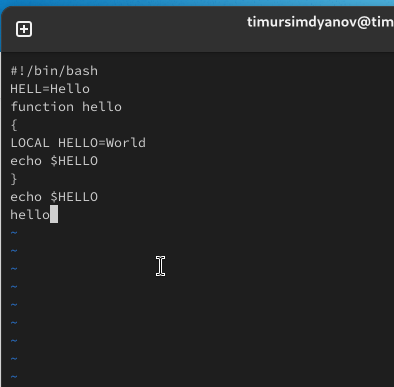 timursimdyanov@tim
#!/bin/bash
HELL=Hello
function hello
{
LOCAL HELLO=World
echo $HELLO
}
echo $HELLO
hello
~
~
~
~
~
~
~
~
~